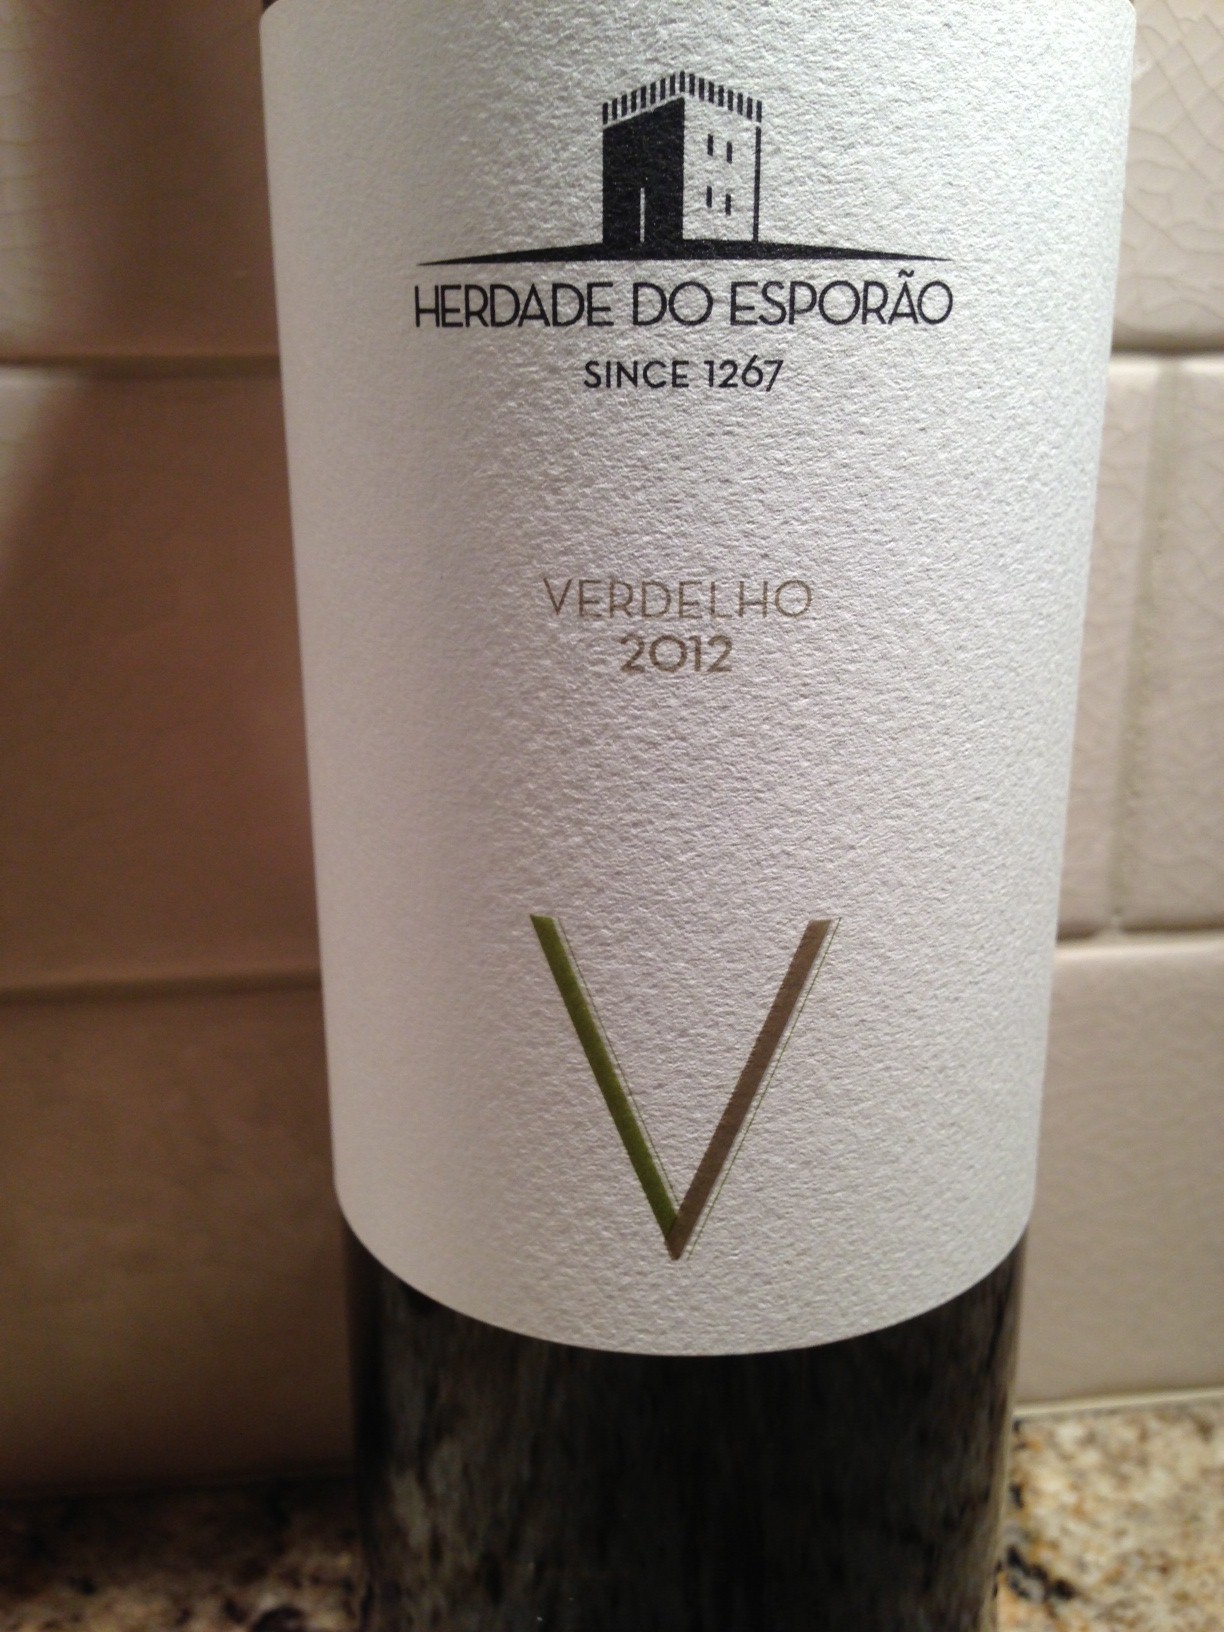 HERDADE DO ESPORÃO
SINCE 1267
VERDELHO
2012
V